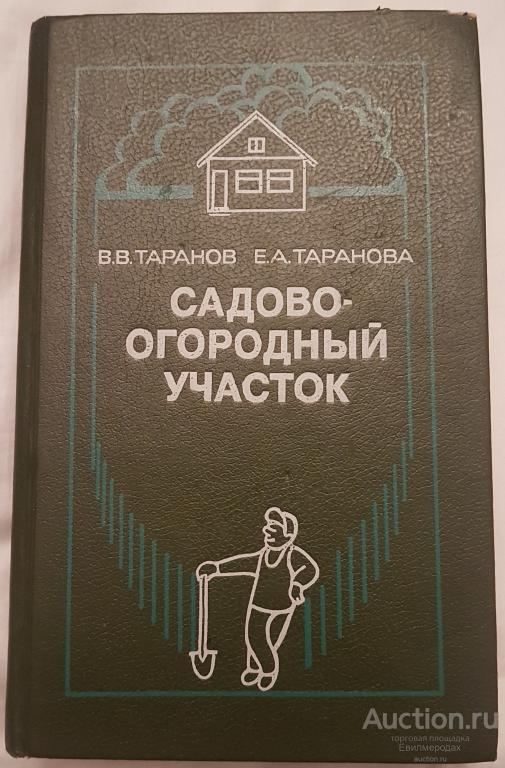 В.В.ТАРАНОВ Е.А.ТАРАНОВА
САДОВО-
ОГОРОДНЫЙ
УЧАСТОК
Auction.ru
торговая площадка
Евилмеродах
auction.ru